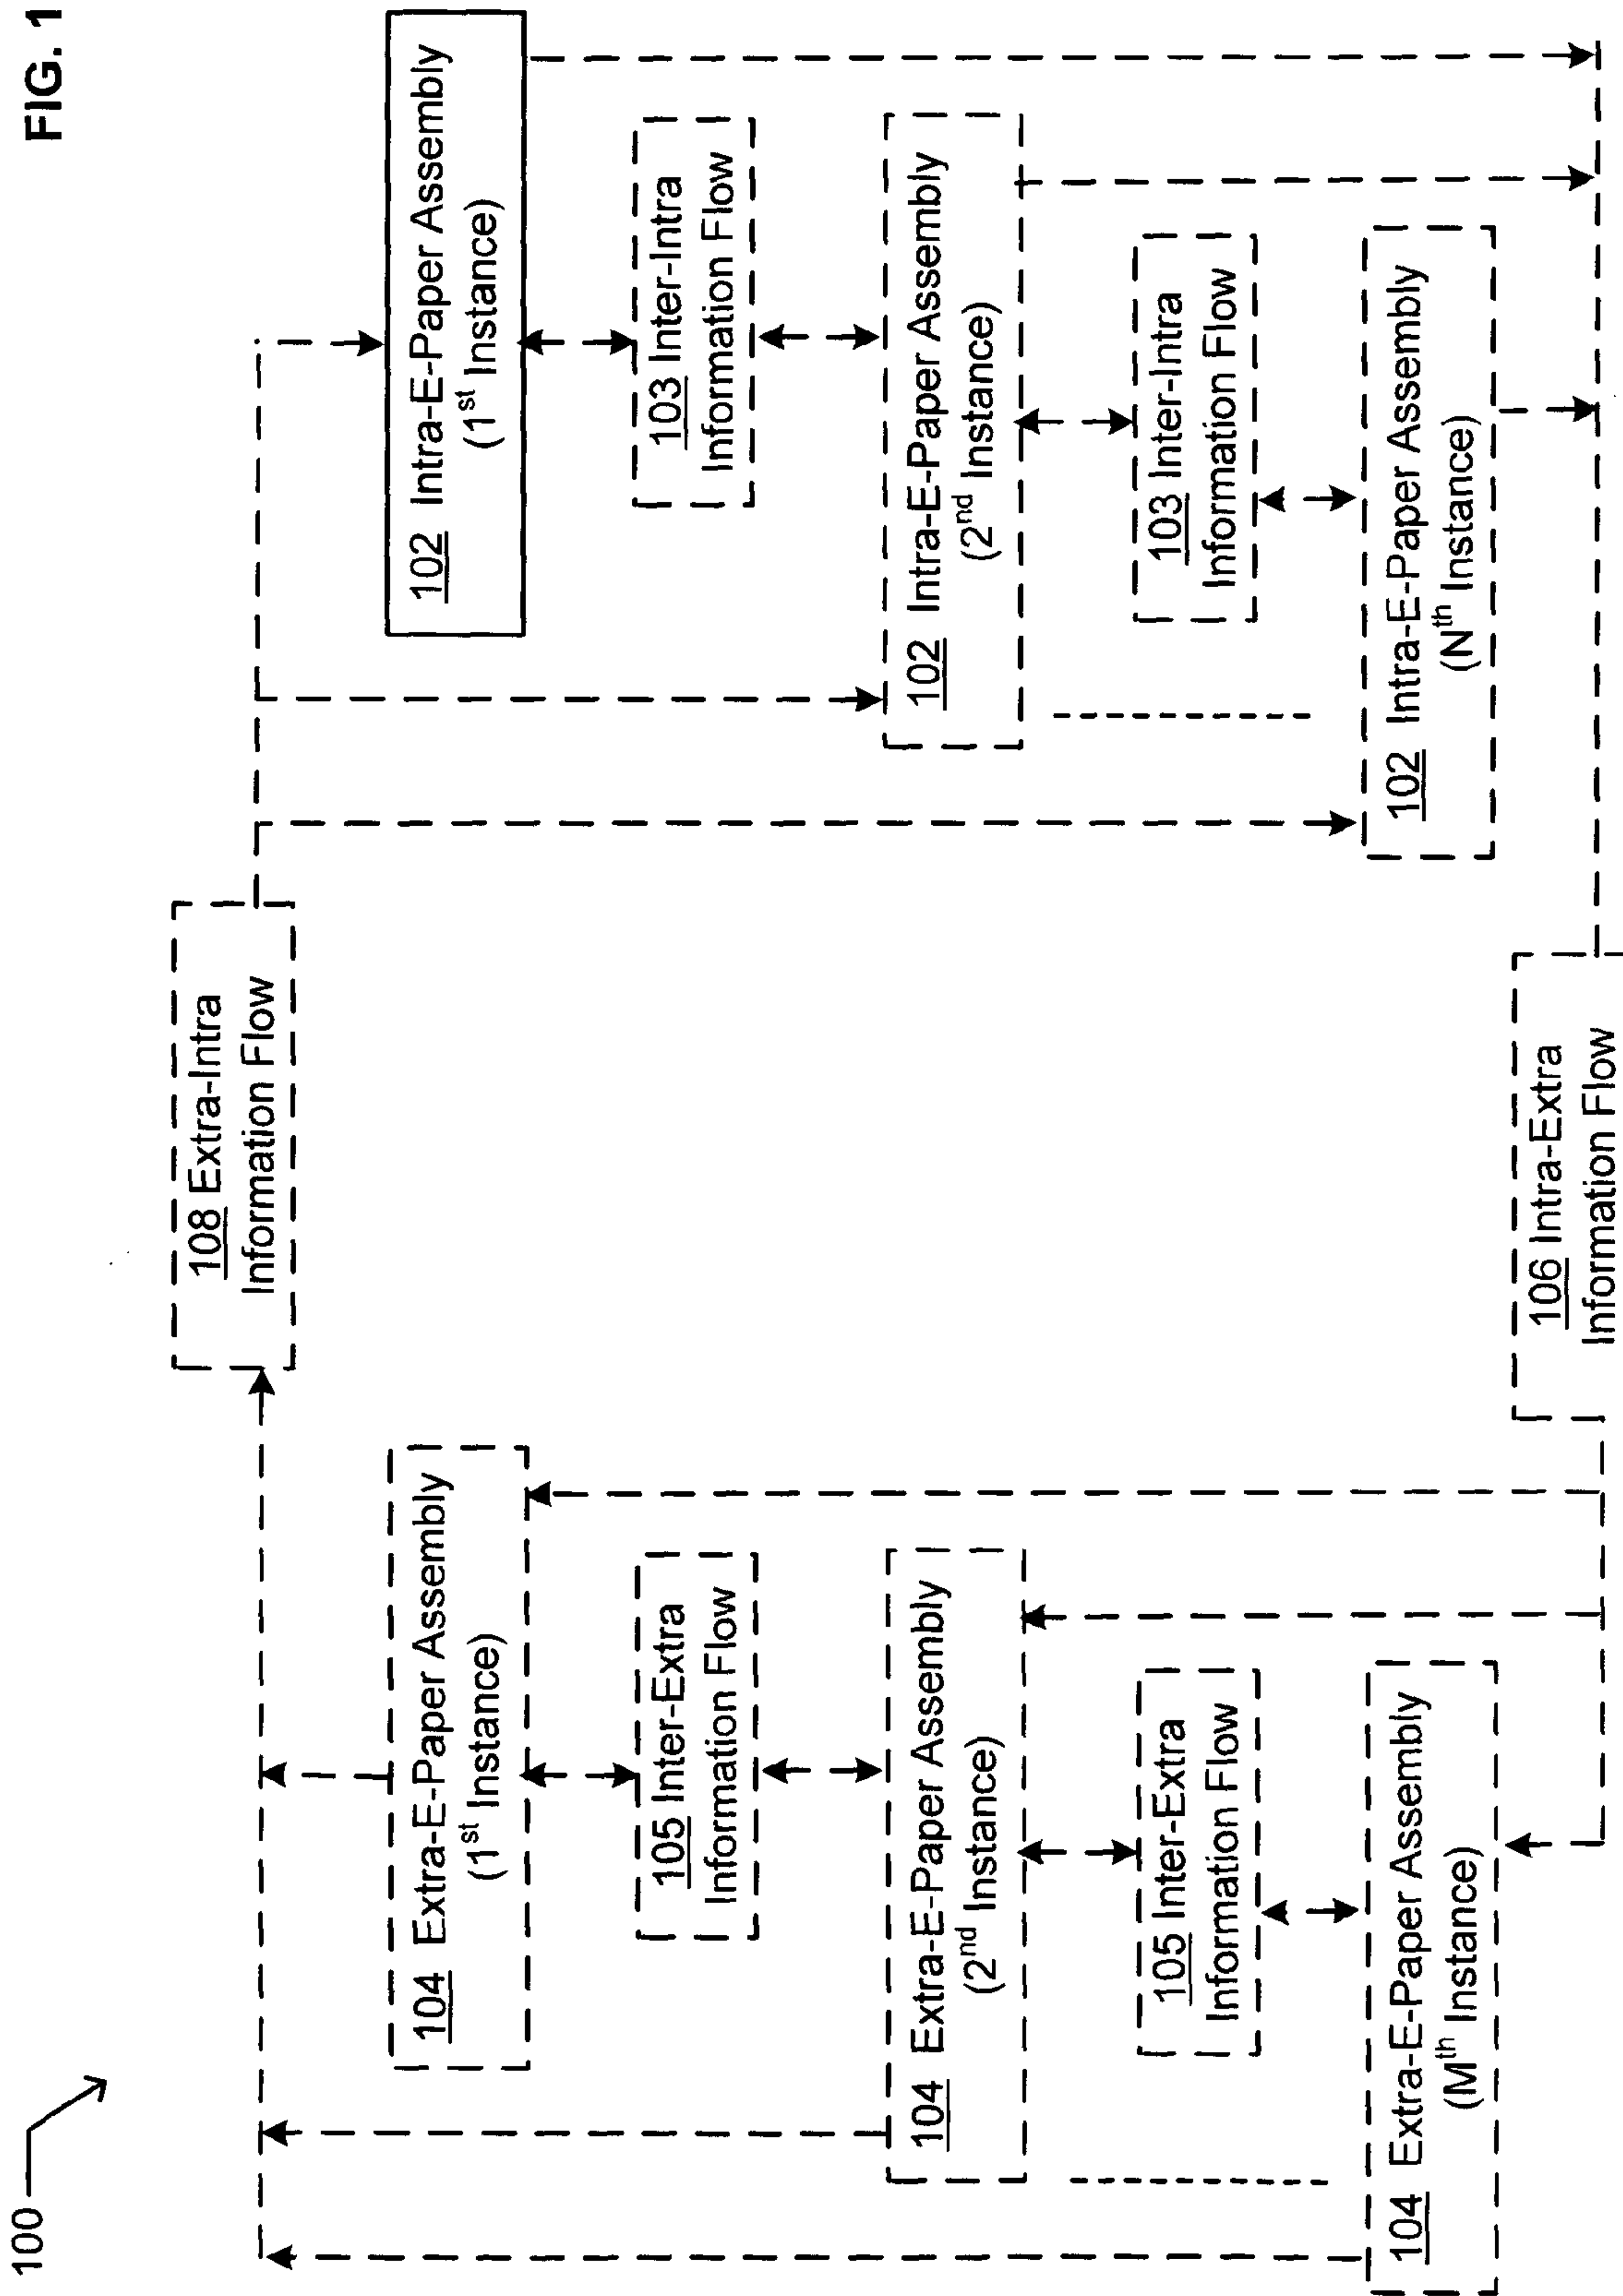 FIG. 1
100
108 Extra-Intra
Information Flow
104 Extra-E-Paper Assembly
(1st Instance)
102 Intra-E-Paper Assembly
(1st Instance)
105 Inter-Extra
Information Flow
103 Inter-Intra
Information Flow
104 Extra-E-Paper Assembly
(2nd Instance)
102 Intra-E-Paper Assembly
(2nd Instance)
105 Inter-Extra
Information Flow
103 Inter-Intra
Information Flow
104 Extra-E-Paper Assembly
(Mth Instance)
102 Intra-E-Paper Assembly
(Nth Instance)
106 Intra-Extra
Information Flow